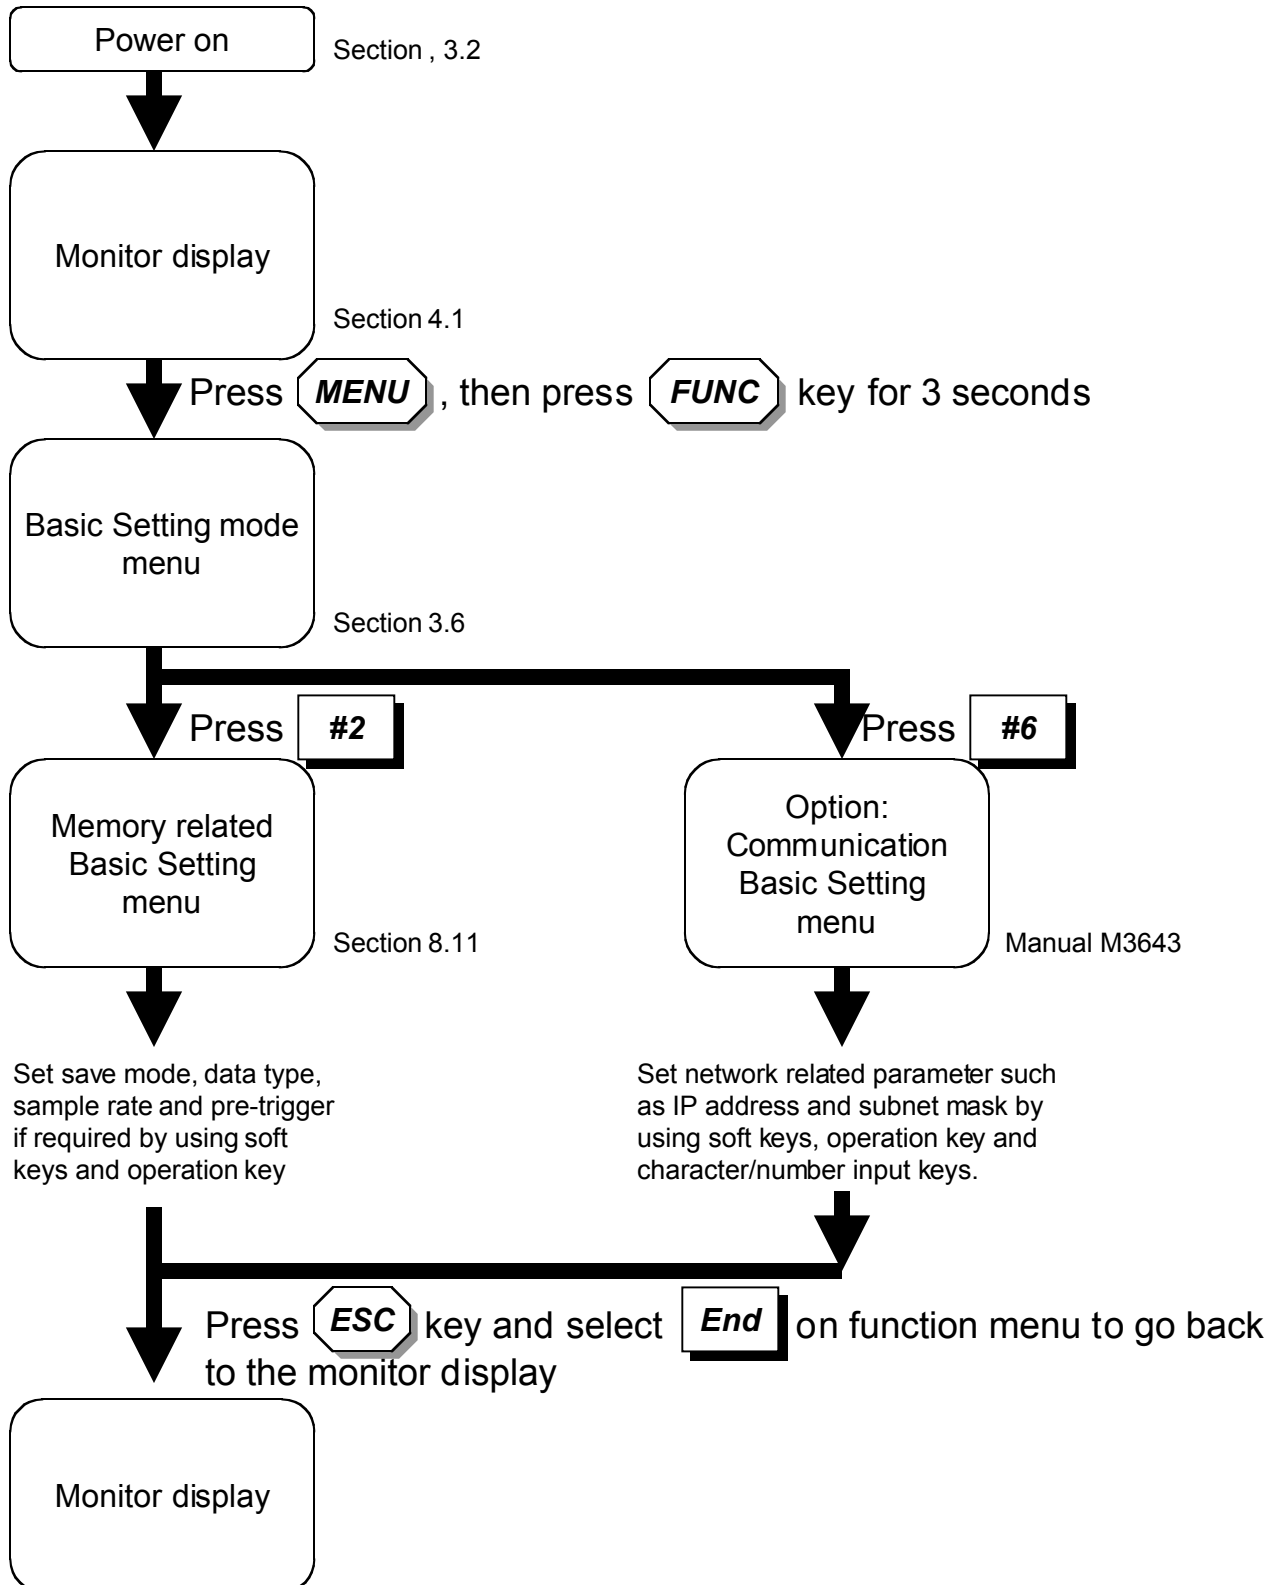 Power on
Section , 3.2
Monitor display
Section 4.1
Press MENU , then press FUNC key for 3 seconds
Basic Setting mode
menu
Section 3.6
Press #2
Press #6
Memory related
Basic Setting
menu
Section 8.11
Option:
Communication
Basic Setting
menu
Manual M3643
Set save mode, data type,
sample rate and pre-trigger
if required by using soft
keys and operation key
Set network related parameter such
as IP address and subnet mask by
using soft keys, operation key and
character/number input keys.
Press ESC key and select End on function menu to go back
to the monitor display
Monitor display